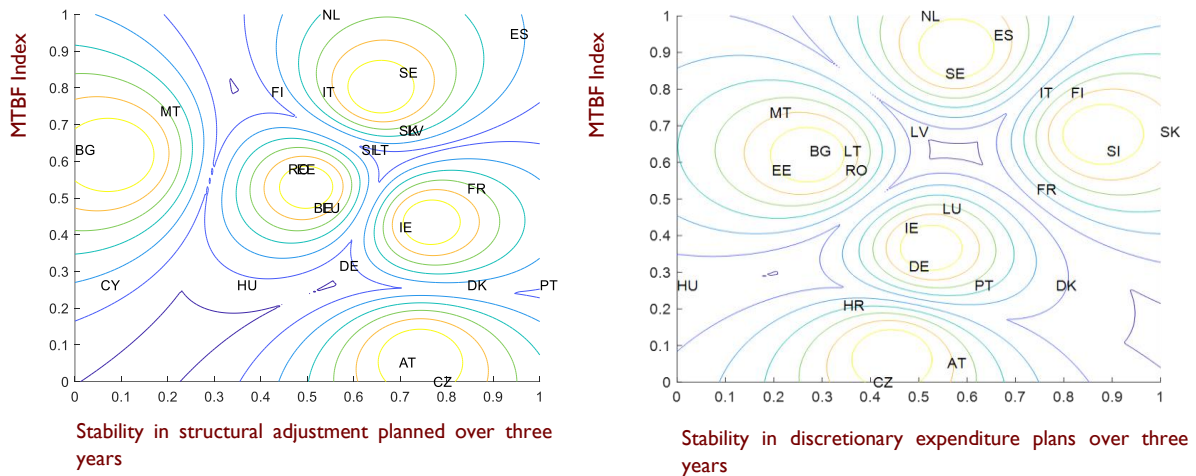 MTBF Index
1
0.9
0.8
0.7
0.6
0.5
0.4
0.3
0.2
0.1
0
NL
ES
SE
FI
IT
MT
SK LV
BG
SI LT
RO
FR
LU
IE
DE
CY
HU
DK
PT
AT
CZ
0 0.1 0.2 0.3 0.4 0.5 0.6 0.7 0.8 0.9 1
Stability in structural adjustment planned over three
years
MTBF Index
1
0.9
0.8
0.7
0.6
0.5
0.4
0.3
0.2
0.1
0
NL
ES
SE
IT FI
MT
LV
SK
BG LT
SI
EE RO
FR
LU
IE
DE
HU
PT
DK
HR
AT
CZ
0 0.1 0.2 0.3 0.4 0.5 0.6 0.7 0.8 0.9 1
Stability in discretionary expenditure plans over three
years